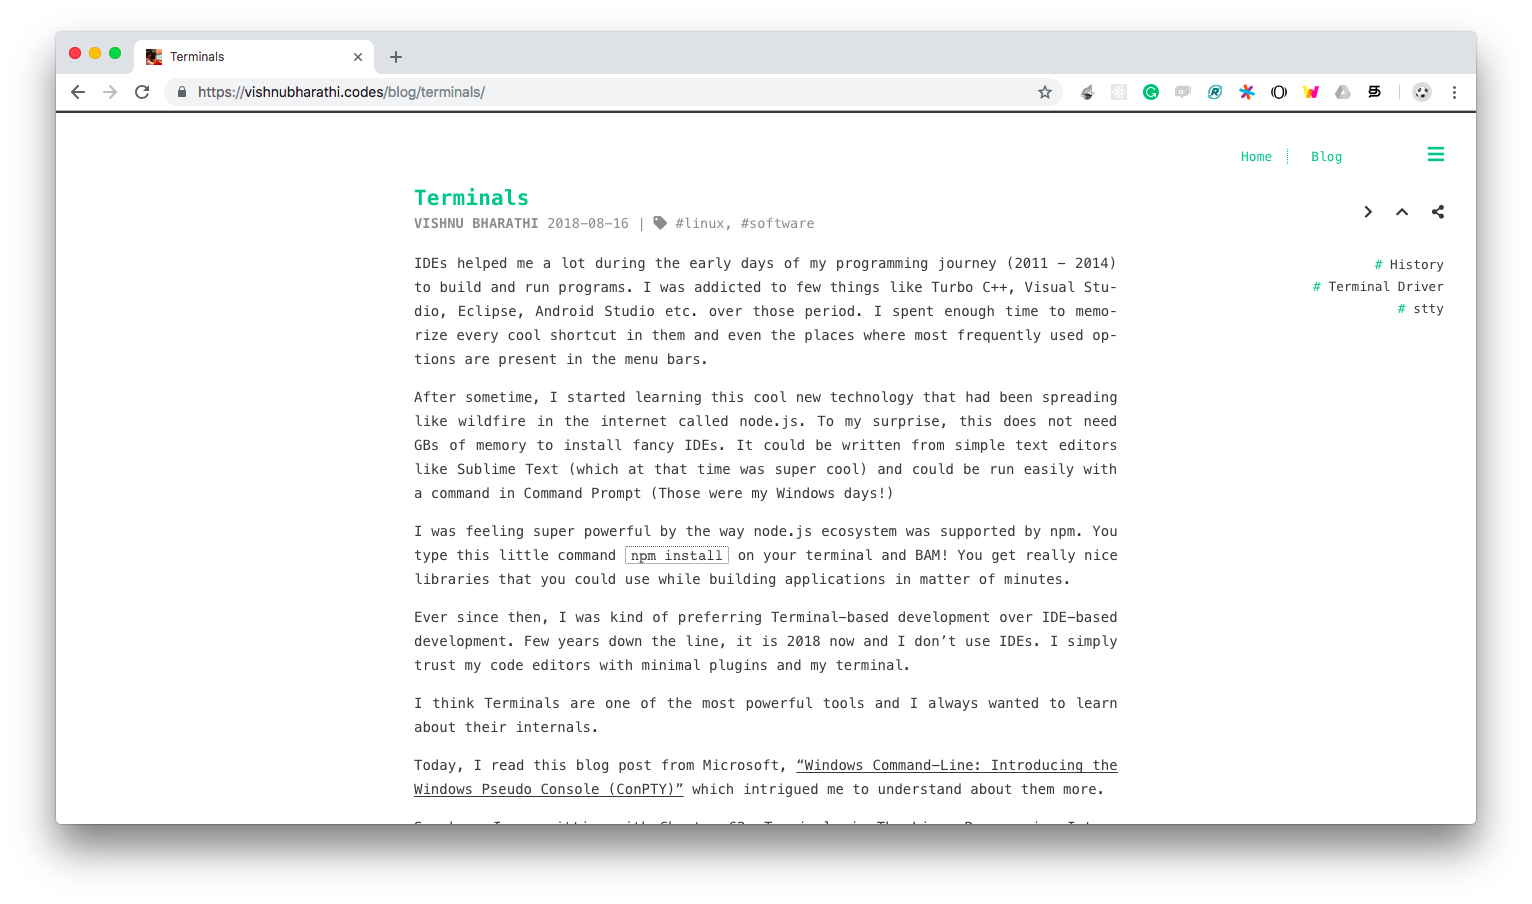 Terminals
https://vishnubharathi.codes/blog/terminals/
Home
Blog
Terminals
VISHNU BHARATHI 2018-08-16 | #linux, #software
IDEs helped me a lot during the early days of my programming journey (2011 – 2014)
to build and run programs. I was addicted to few things like Turbo C++, Visual Stu-
dio, Eclipse, Android Studio etc. over those period. I spent enough time to memo-
rize every cool shortcut in them and even the places where most frequently used op-
tions are present in the menu bars.
After sometime, I started learning this cool new technology that had been spreading
like wildfire in the internet called node.js. To my surprise, this does not need
GBs of memory to install fancy IDEs. It could be written from simple text editors
like Sublime Text (which at that time was super cool) and could be run easily with
a command in Command Prompt (Those were my Windows days!)
I was feeling super powerful by the way node.js ecosystem was supported by npm. You
type this little command npm install on your terminal and BAM! You get really nice
libraries that you could use while building applications in matter of minutes.
Ever since then, I was kind of preferring Terminal-based development over IDE-based
development. Few years down the line, it is 2018 now and I don’t use IDEs. I simply
trust my code editors with minimal plugins and my terminal.
I think Terminals are one of the most powerful tools and I always wanted to learn
about their internals.
Today, I read this blog post from Microsoft, “Windows Command-Line: Introducing the
Windows Pseudo Console (ConPTY)” which intrigued me to understand about them more.
# History
# Terminal Driver
# stty